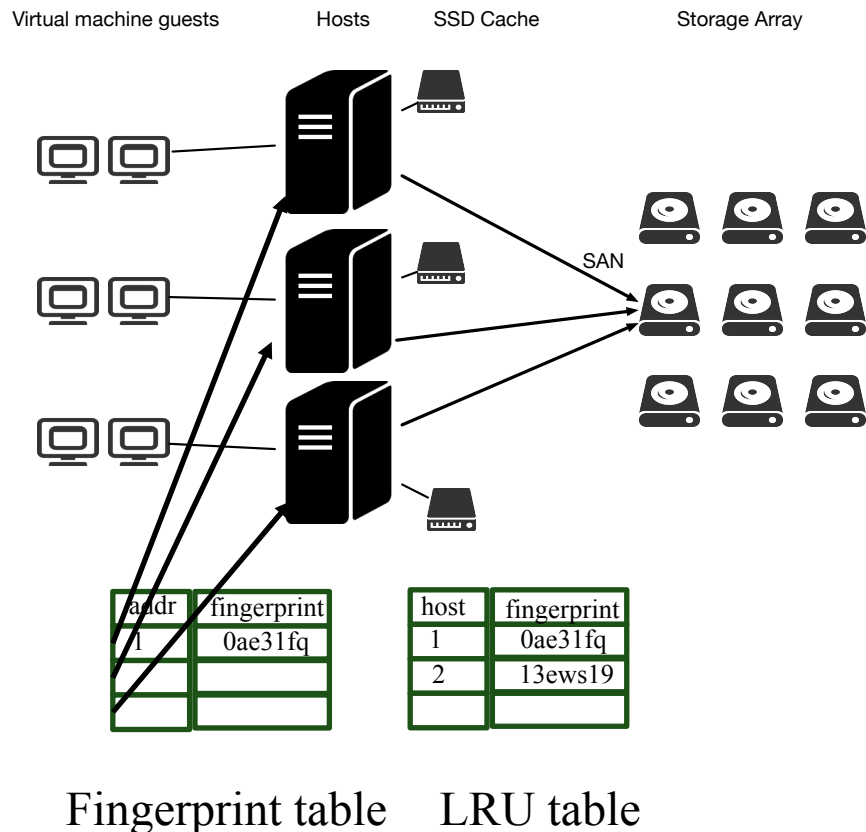 Virtual machine guests Hosts SSD Cache Storage Array
SAN
addr fingerprint
1 0ae31fq
host fingerprint
1 0ae31fq
2 13ews19
Fingerprint table LRU table